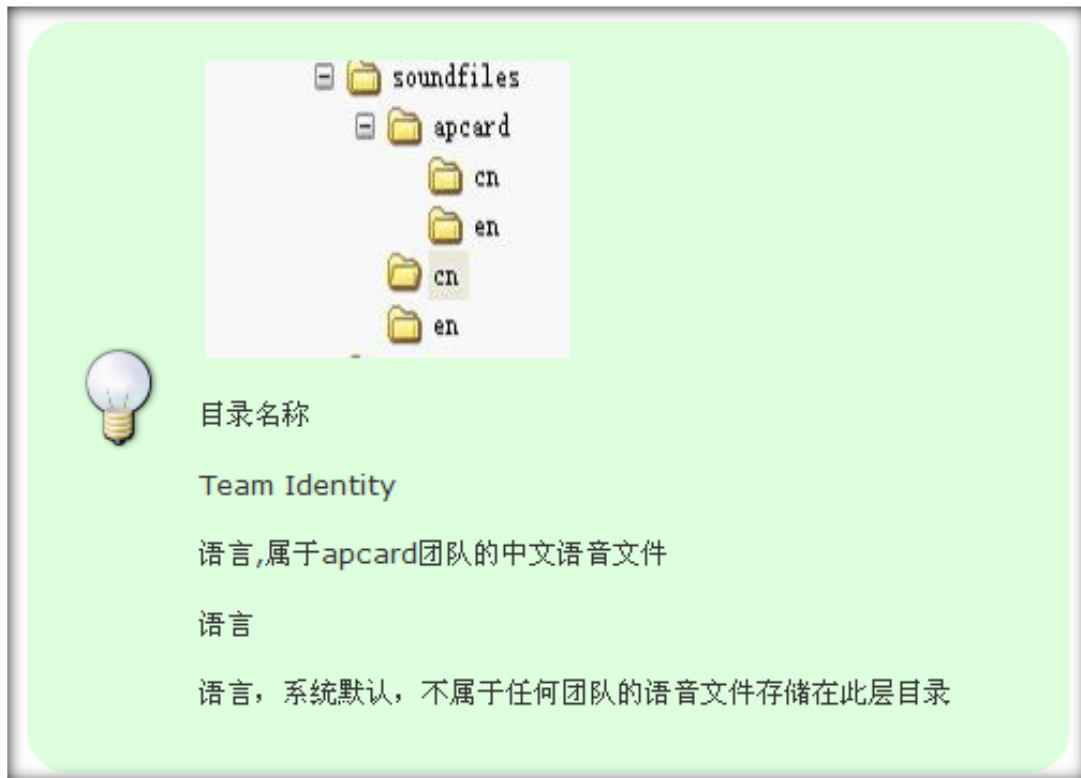 soundfiles
apcard
cn
en
cn
en
目录名称
Team Identity
语言,属于apcard团队的中文语音文件
语言
语言，系统默认，不属于任何团队的语音文件存储在此层目录